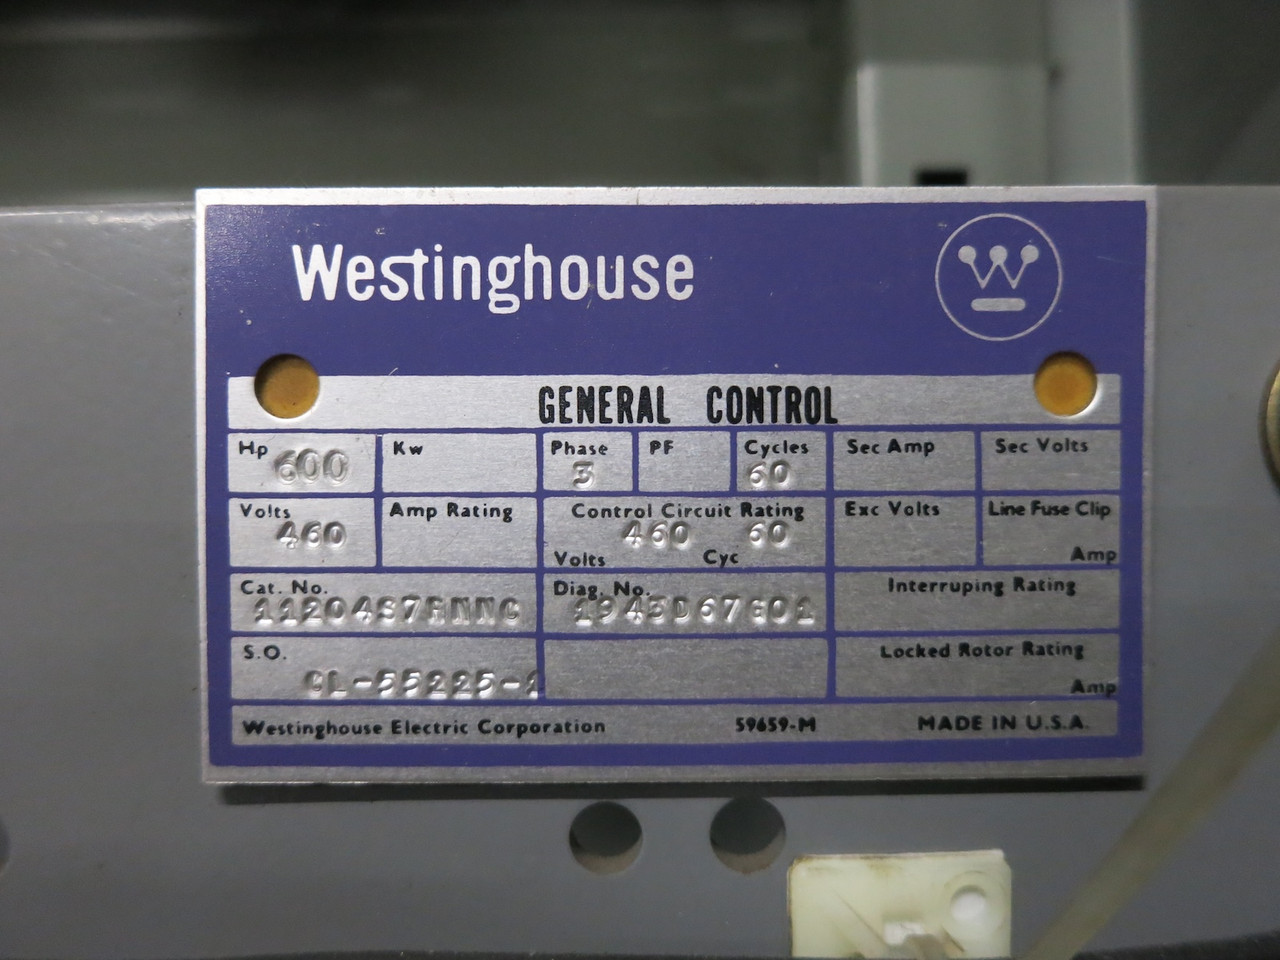 Westinghouse
W
GENERAL CONTROL
Hp 600 Kw Phase 3 PF Cycles 60 Sec Amp Sec Volts
Volts 460 Amp Rating Control Circuit Rating 460 60 Volts Cyc Exc Volts Line Fuse Clip Amp
Cat. No. Diag. No. 1943D67G01 Interruping Rating
S.O. Locked Rotor Rating Amp
Westinghouse Electric Corporation 59659-M MADE IN U.S.A.